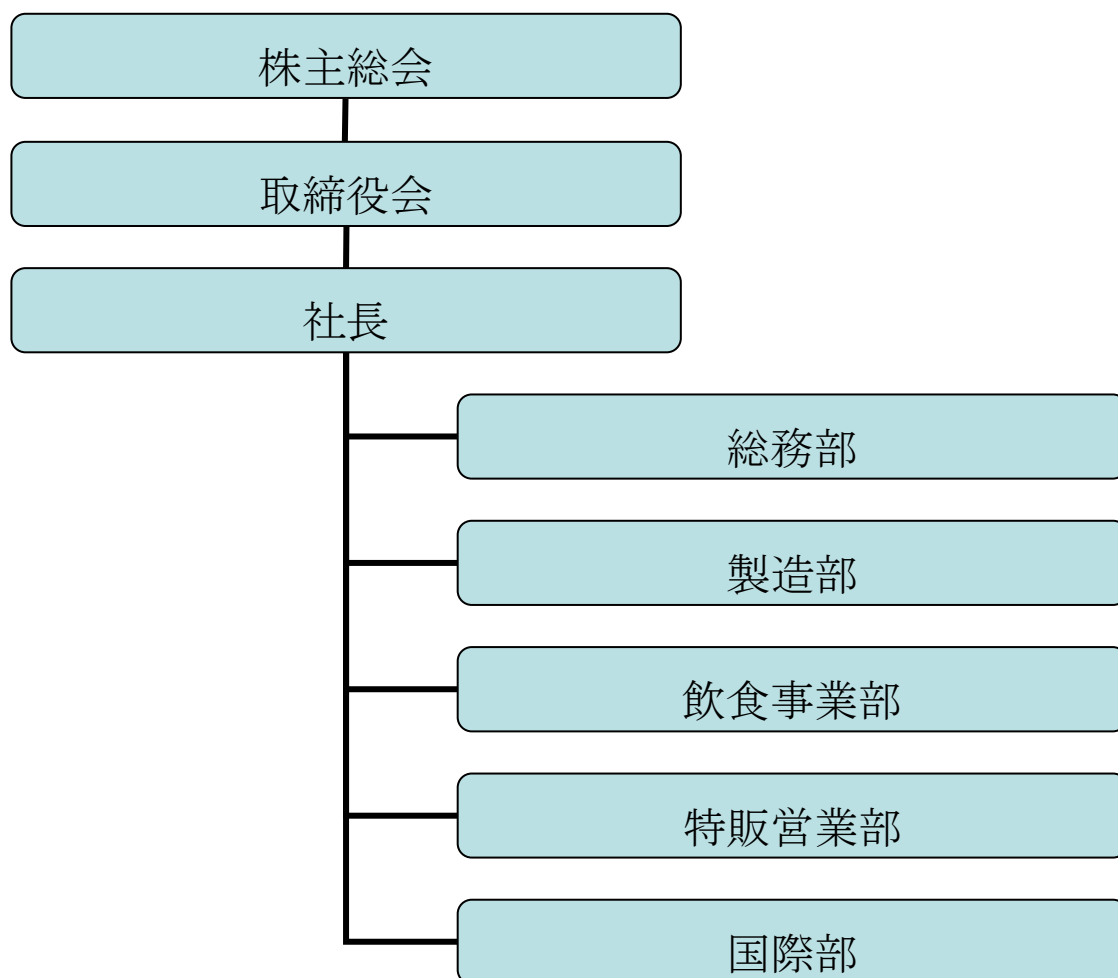 株主総会
取締役会
社長
総務部
製造部
飲食事業部
特販営業部
国際部